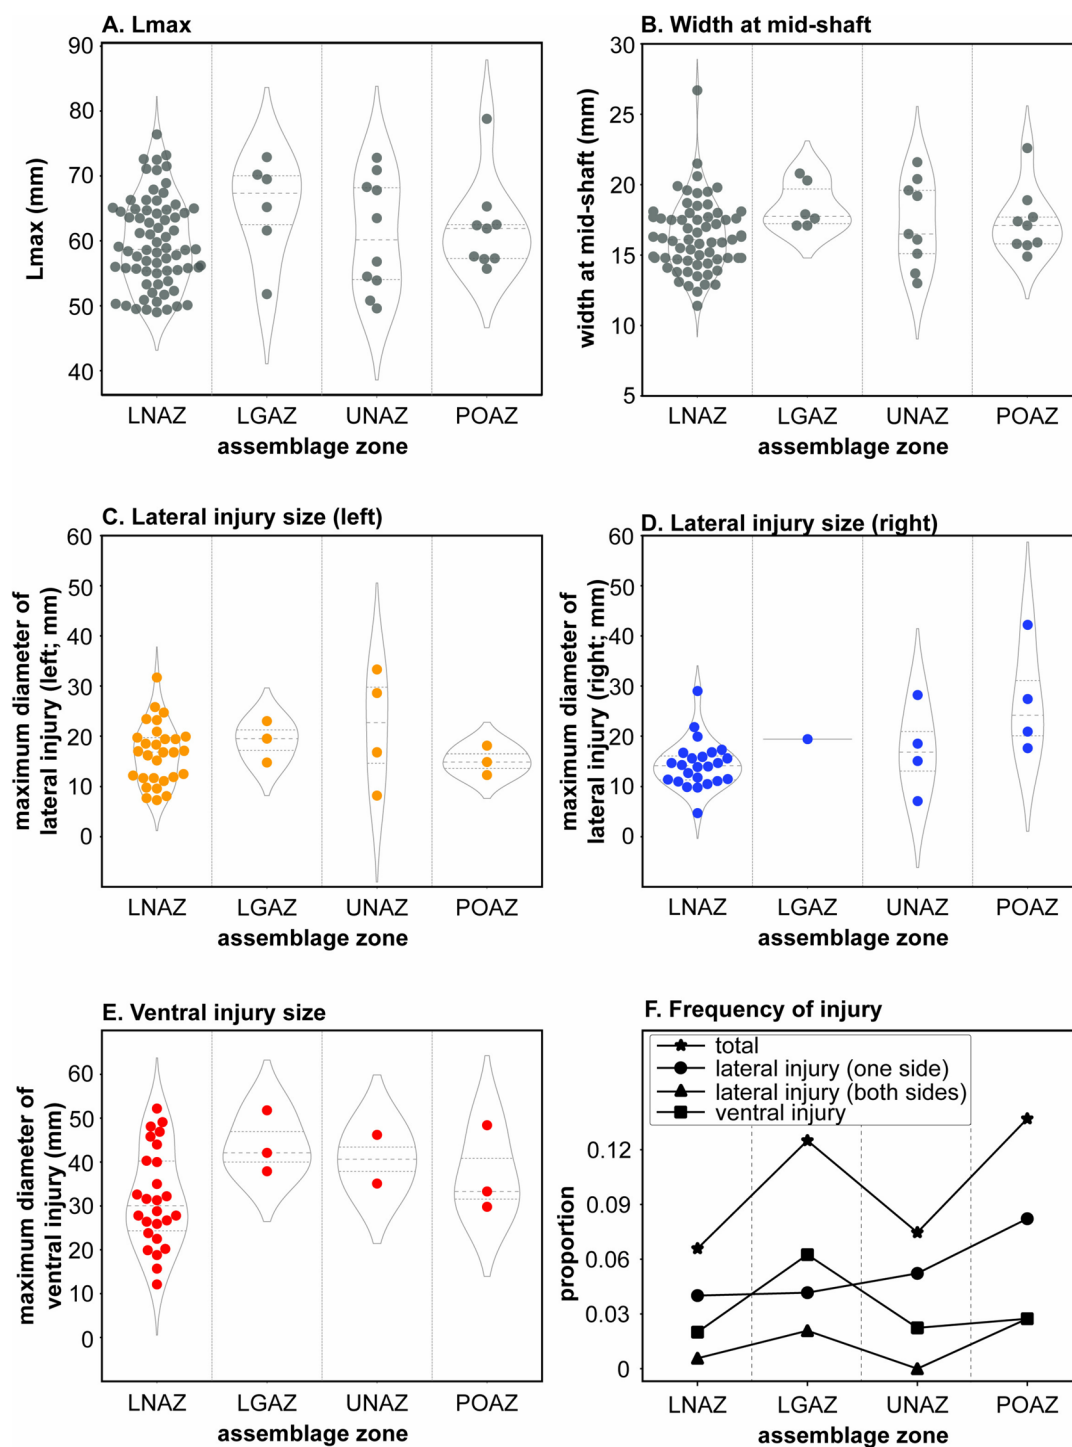 A. Lmax
90
80
70
60
50
40
Lmax (mm)
LNAZ LGAZ UNAZ POAZ
assemblage zone
B. Width at mid-shaft
30
25
20
15
10
5
width at mid-shaft (mm)
LNAZ LGAZ UNAZ POAZ
assemblage zone
C. Lateral injury size (left)
60
50
40
30
20
10
0
maximum diameter of
lateral injury (left; mm)
LNAZ LGAZ UNAZ POAZ
assemblage zone
D. Lateral injury size (right)
60
50
40
30
20
10
0
maximum diameter of
lateral injury (right; mm)
LNAZ LGAZ UNAZ POAZ
assemblage zone
E. Ventral injury size
60
50
40
30
20
10
0
maximum diameter of
ventral injury (mm)
LNAZ LGAZ UNAZ POAZ
assemblage zone
F. Frequency of injury
total
lateral injury (one side)
lateral injury (both sides)
ventral injury
0.12
0.09
0.06
0.03
0
proportion
LNAZ LGAZ UNAZ POAZ
assemblage zone